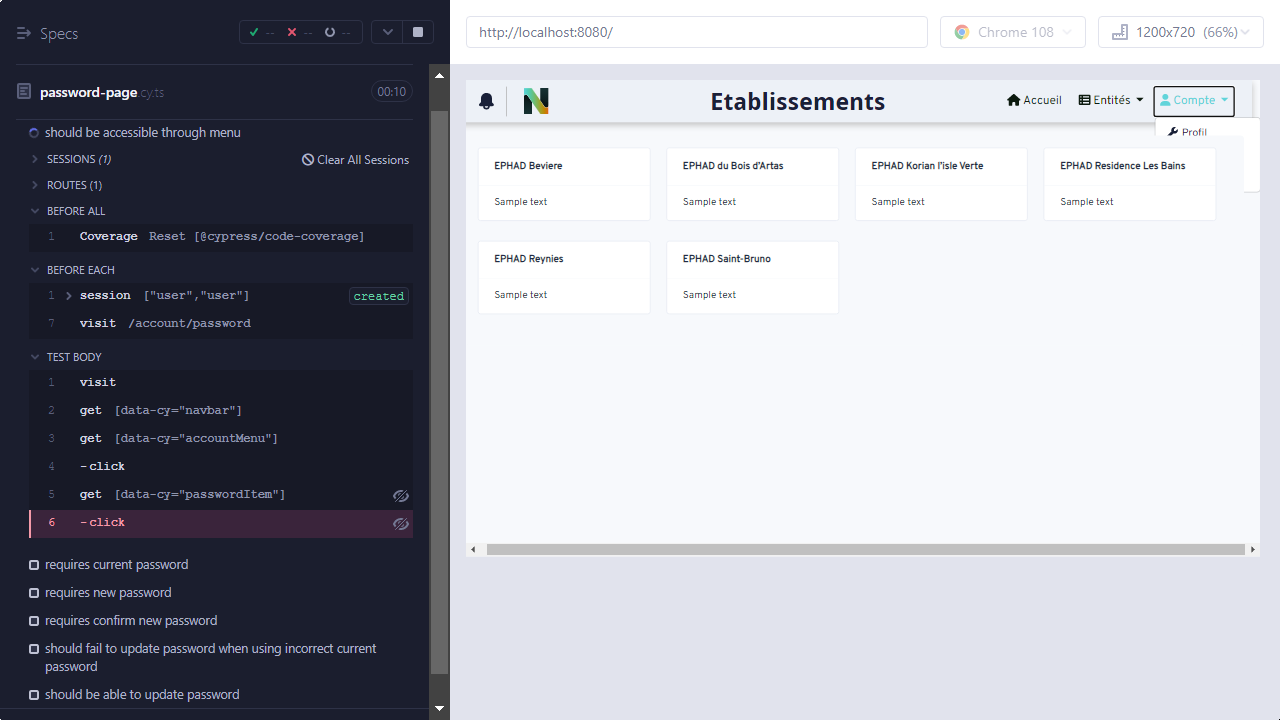 Specs
-- -- --
password-page cy.ts 00:10
should be accessible through menu
SESSIONS (1) Clear All Sessions
ROUTES (1)
BEFORE ALL
1 Coverage Reset [@cypress/code-coverage]
BEFORE EACH
1 session ["user","user"] created
7 visit /account/password
TEST BODY
1 visit
2 get [data-cy="navbar"]
3 get [data-cy="accountMenu"]
4 -click
5 get [data-cy="passwordItem"]
6 -click
requires current password
requires new password
requires confirm new password
should fail to update password when using incorrect current
password
should be able to update password
http://localhost:8080/
Chrome 108
1200x720 (66%)
N
Etablissements
Accueil
Entités
Compte
Profil
EPHAD Beviere
Sample text
EPHAD du Bois d'Artas
Sample text
EPHAD Korian l'isle Verte
Sample text
EPHAD Residence Les Bains
Sample text
EPHAD Reynies
Sample text
EPHAD Saint-Bruno
Sample text